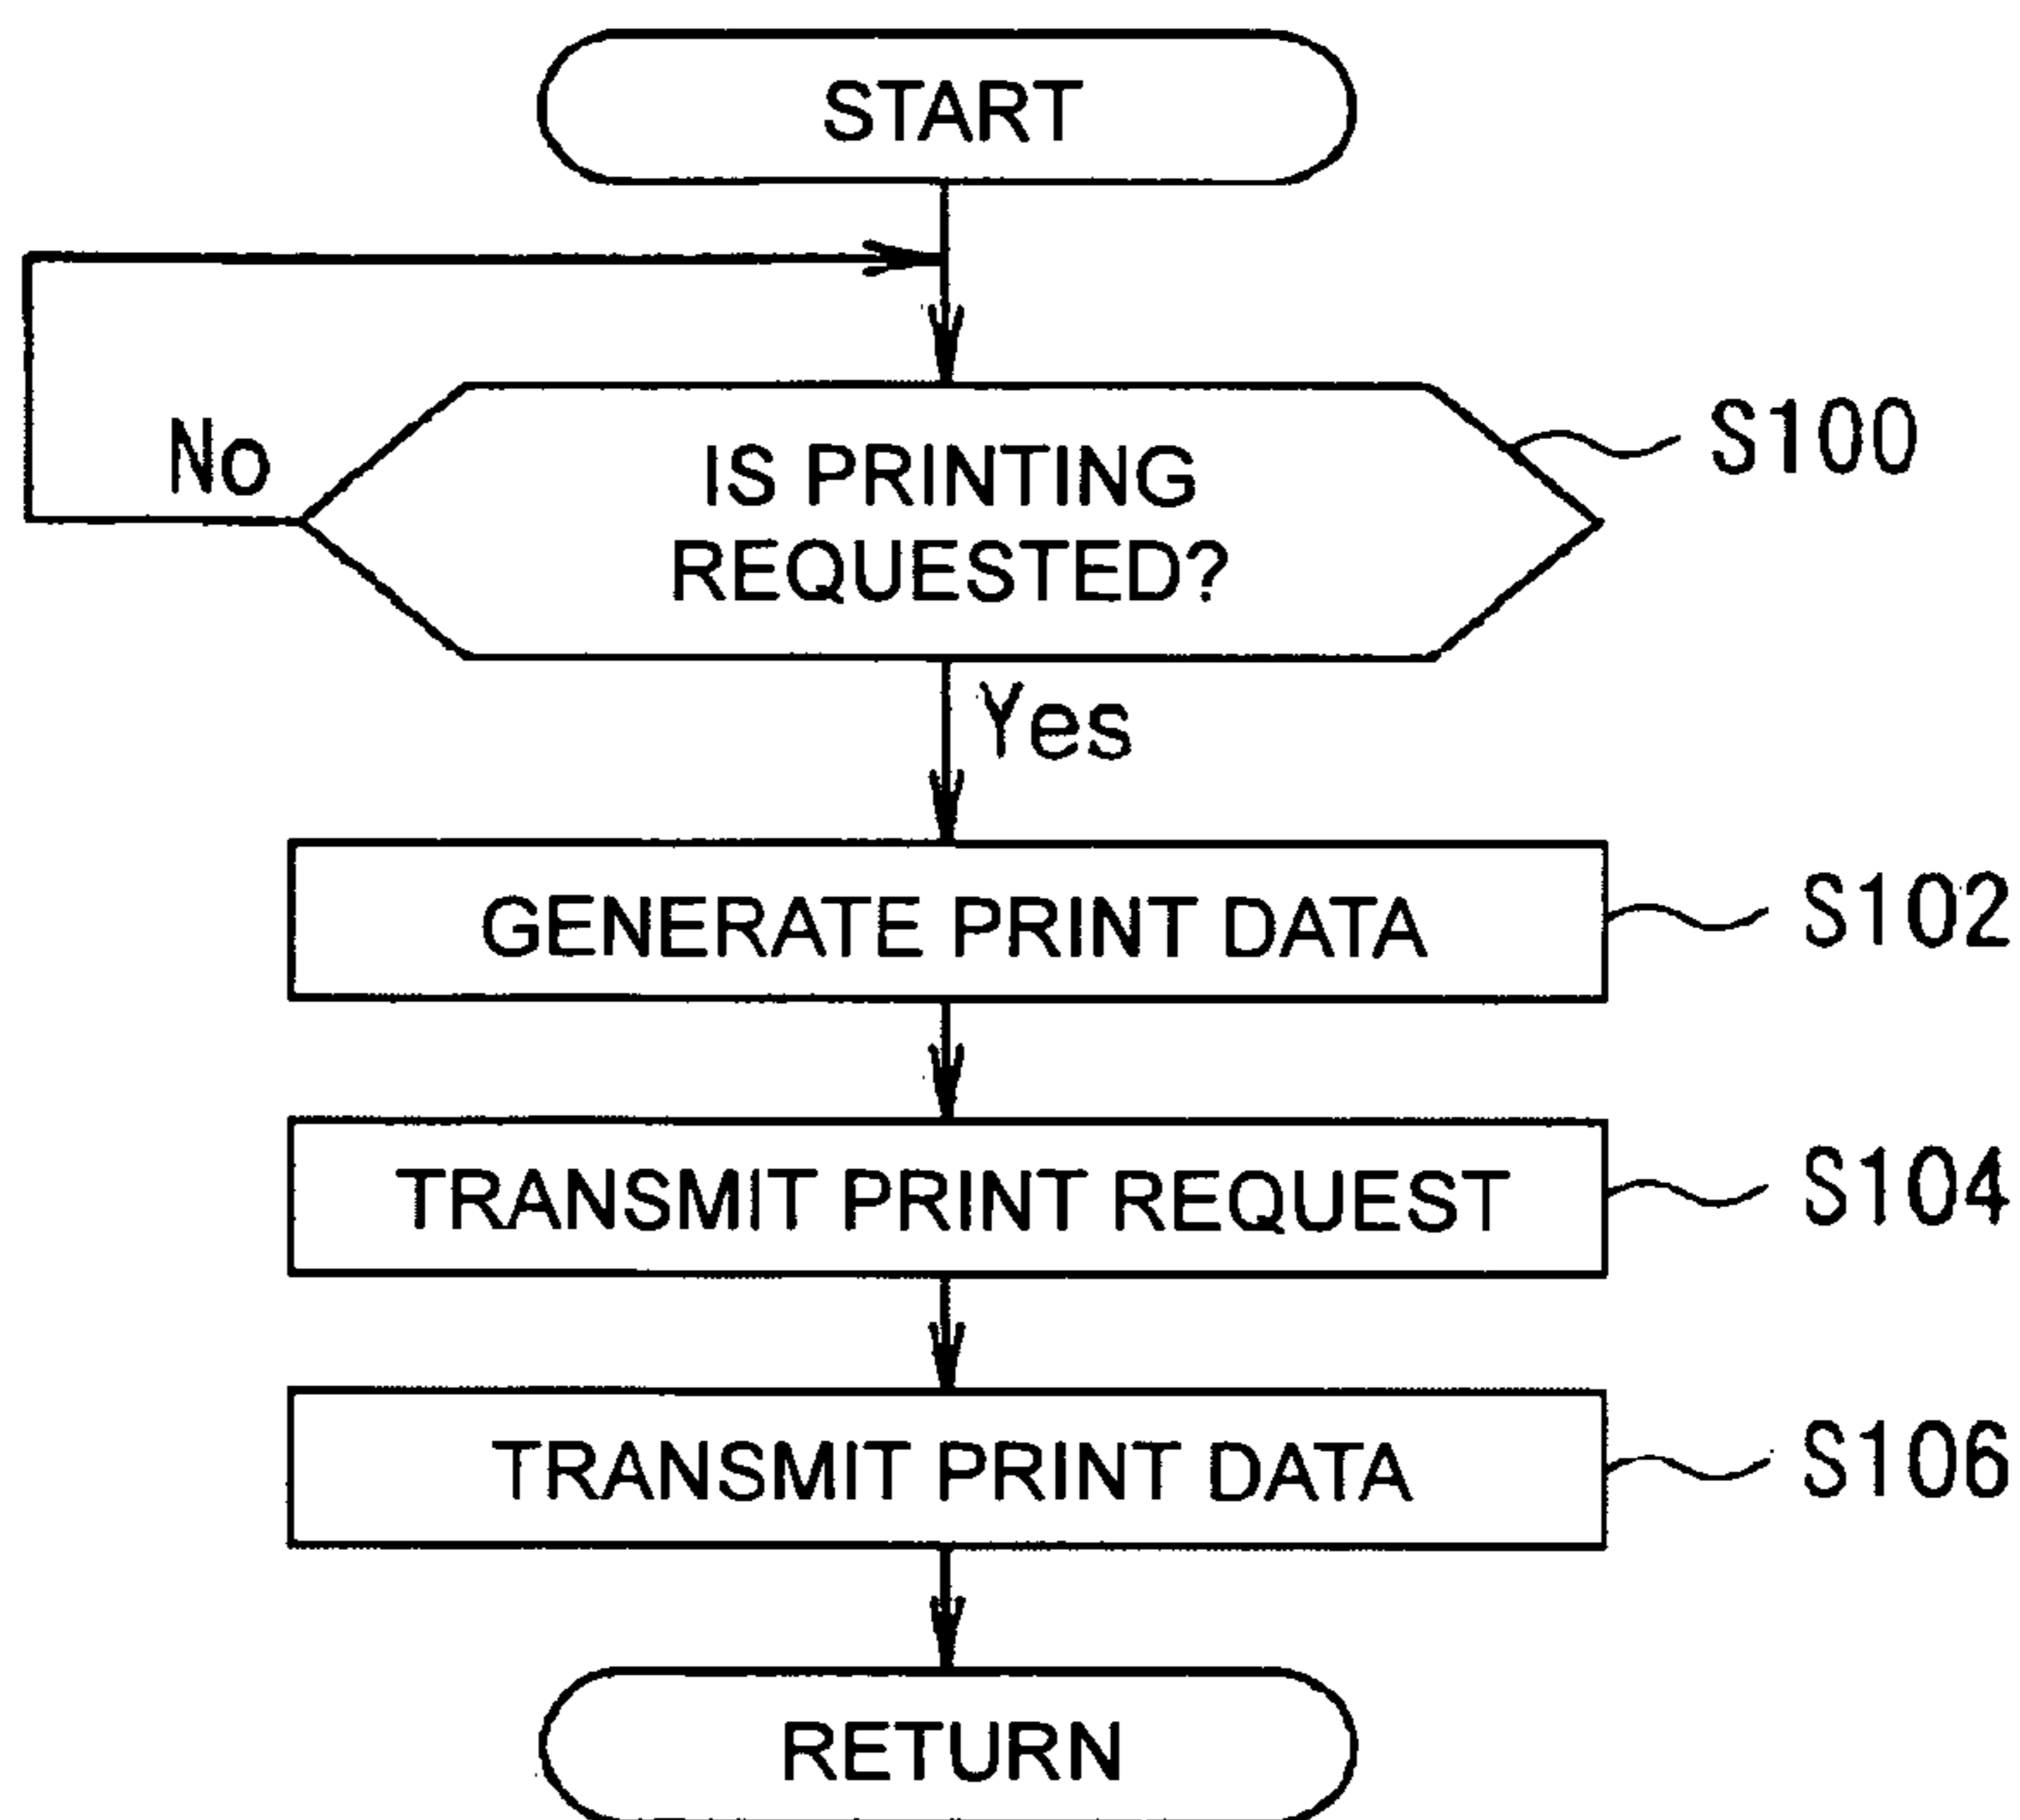 START
No
IS PRINTING
REQUESTED?
S100
Yes
GENERATE PRINT DATA
S102
TRANSMIT PRINT REQUEST
S104
TRANSMIT PRINT DATA
S106
RETURN